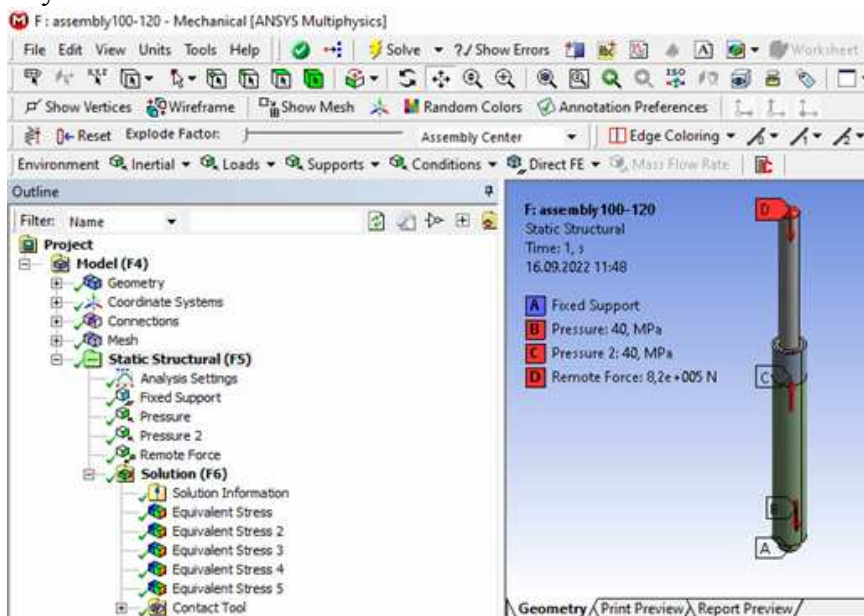 F : assembly100-120 - Mechanical [ANSYS Multiphysics]
File Edit View Units Tools Help Solve ?/ Show Errors A Worksheet
ISO
Show Vertices Wireframe Show Mesh Random Colors Annotation Preferences
Reset Explode Factor: Assembly Center Edge Coloring
Environment Inertial Loads Supports Conditions Direct FE Mass Flow Rate
Outline
Filter: Name
Project
Model (F4)
Geometry
Coordinate Systems
Connections
Mesh
Static Structural (F5)
Analysis Settings
Fixed Support
Pressure
Pressure 2
Remote Force
Solution (F6)
Solution Information
Equivalent Stress
Equivalent Stress 2
Equivalent Stress 3
Equivalent Stress 4
Equivalent Stress 5
Contact Tool
F: assembly100-120
Static Structural
Time: 1, s
16.09.2022 11:48
A Fixed Support
B Pressure: 40, MPa
C Pressure 2: 40, MPa
D Remote Force: 8,2e+005 N
D
C
A
Geometry Print Preview Report Preview